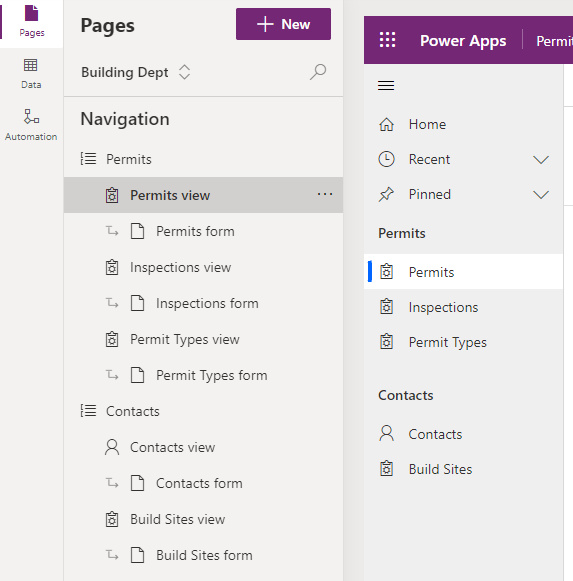 Pages
Data
Automation
Pages
New
Building Dept
Navigation
Permits
Permits view
Permits form
Inspections view
Inspections form
Permit Types view
Permit Types form
Contacts
Contacts view
Contacts form
Build Sites view
Build Sites form
Power Apps
Permit
Home
Recent
Pinned
Permits
Permits
Inspections
Permit Types
Contacts
Contacts
Build Sites